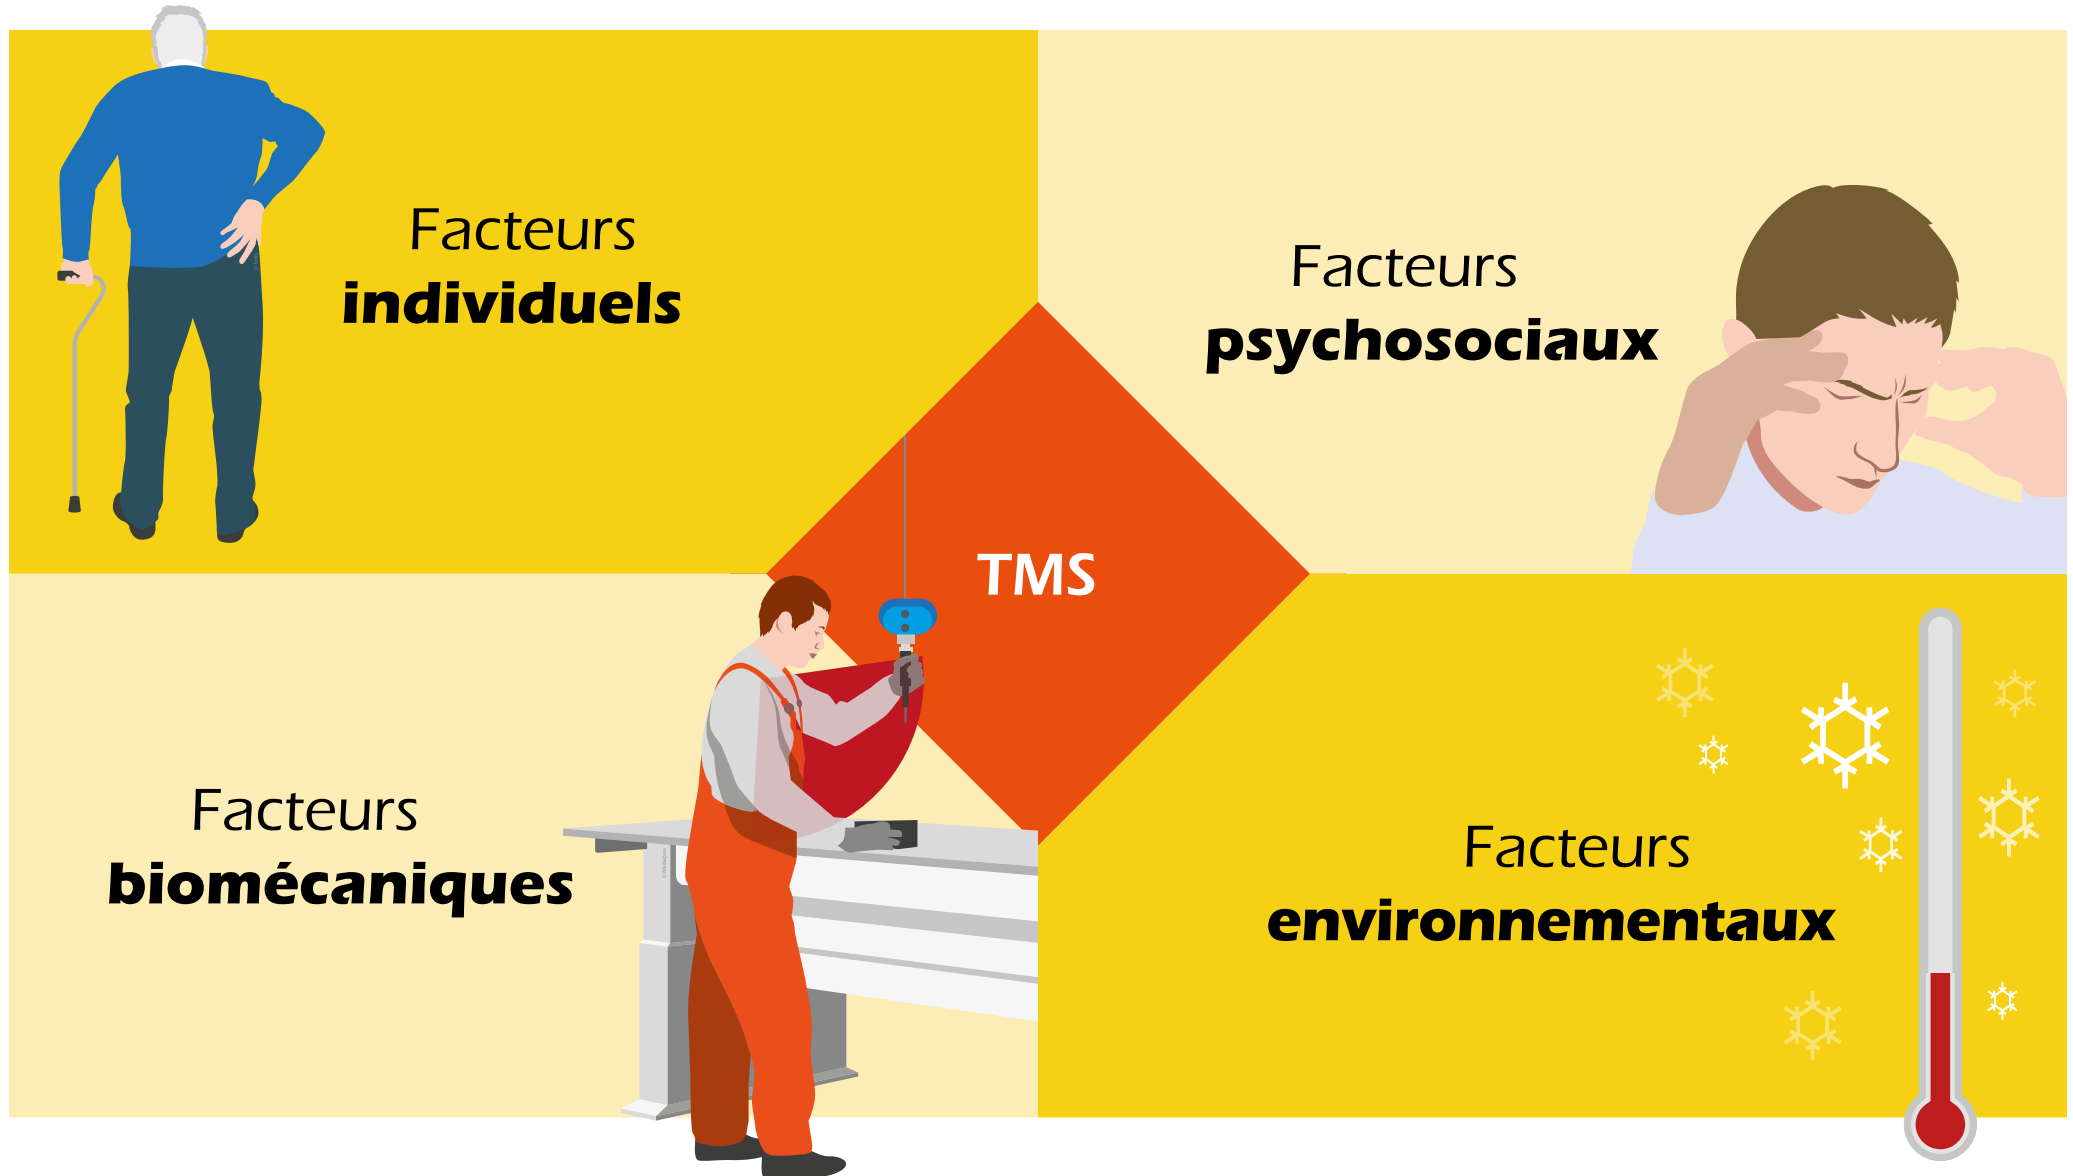 Facteurs
individuels
Facteurs
psychosociaux
TMS
Facteurs
biomécaniques
Facteurs
environnementaux